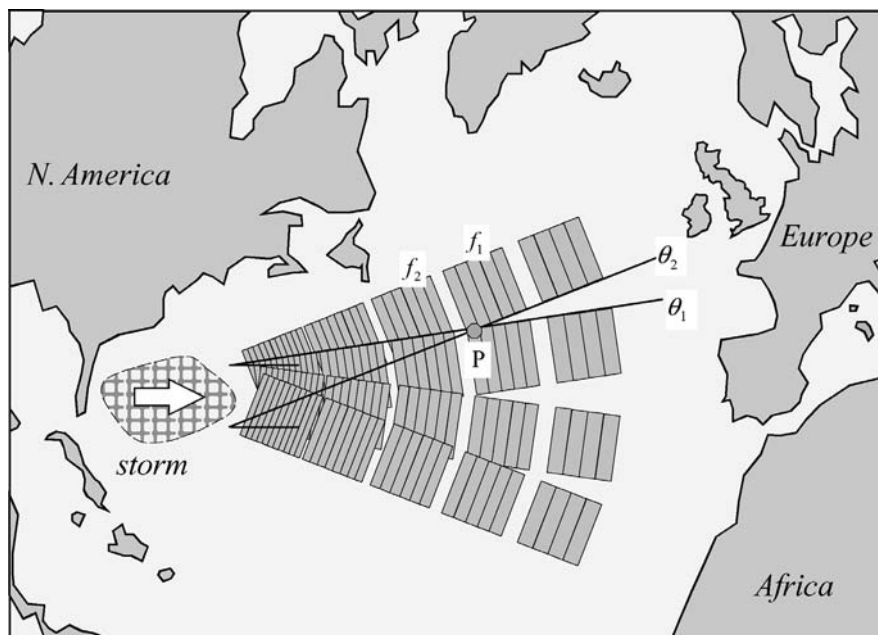 N. America
Europe
f₁
f₂
θ₂
θ₁
P
storm
Africa